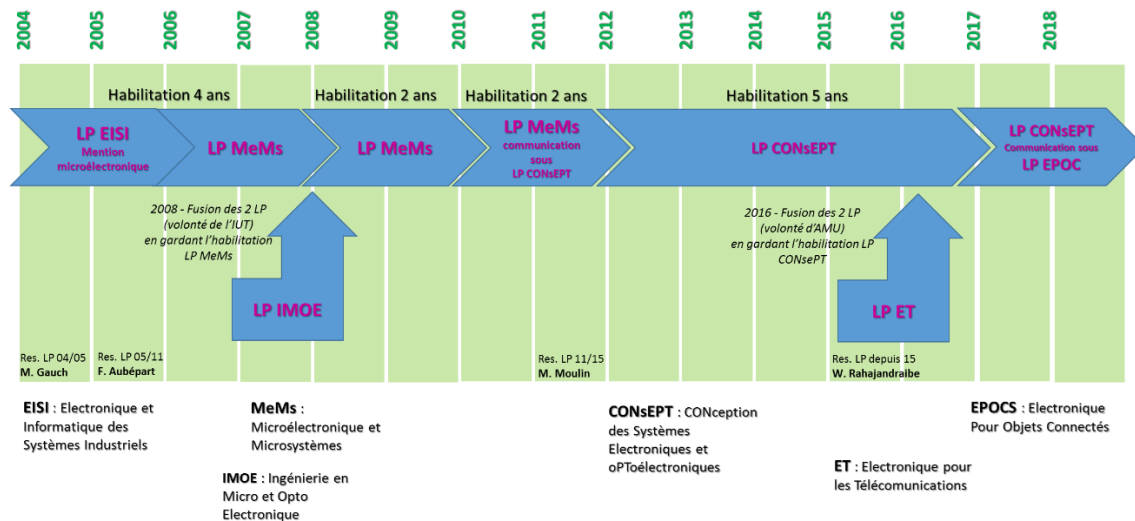 2004
2005
2006
2007
2008
2009
2010
2011
2012
2013
2014
2015
2016
2017
2018
Habilitation 4 ans
Habilitation 2 ans
Habilitation 2 ans
Habilitation 5 ans
LP EISI
Mention
microélectronique
LP MeMs
LP MeMs
LP MeMs
communication
sous
LP CONsEPT
LP CONsEPT
LP CONsEPT
Communication sous
LP EPOC
2008 - Fusion des 2 LP
(volonté de l'IUT)
en gardant l'habilitation
LP MeMs
LP IMOE
2016 - Fusion des 2 LP
(volonté d'AMU)
en gardant l'habilitation LP
CONsePT
LP ET
Res. LP 04/05
M. Gauch
Res. LP 05/11
F. Aubépart
Res. LP 11/15
M. Moulin
Res. LP depuis 15
W. Rahajandraibe
EISI : Electronique et
Informatique des
Systèmes Industriels
MeMs :
Microélectronique et
Microsystèmes
IMOE : Ingénierie en
Micro et Opto
Electronique
CONsEPT : CONception
des Systèmes
Electroniques et
oPToélectroniques
ET : Electronique pour
les Télécomunications
EPOCS : Electronique
Pour Objets Connectés